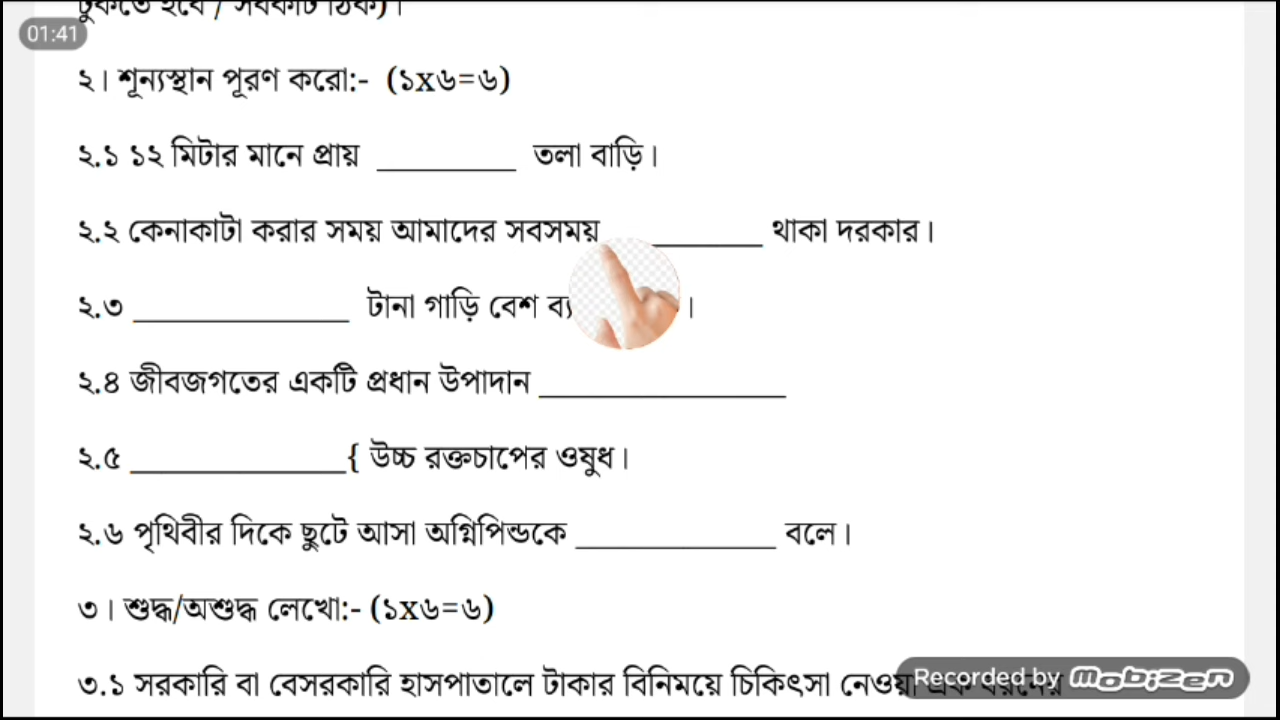 01:41
২। শূন্যস্থান পূরণ করো:- (১x৬=৬)
২.১ ১২ মিটার মানে প্রায় __________ তলা বাড়ি।
২.২ কেনাকাটা করার সময় আমাদের সবসময় ________ থাকা দরকার।
২.৩ ________________ টানা গাড়ি বেশ ।
২.৪ জীবজগতের একটি প্রধান উপাদান __________________
২.৫ ________________{ উচ্চ রক্তচাপের ওষুধ।
২.৬ পৃথিবীর দিকে ছুটে আসা অগ্নিপিন্ডকে ______________ বলে।
৩। শুদ্ধ/অশুদ্ধ লেখো:- (১x৬=৬)
৩.১ সরকারি বা বেসরকারি হাসপাতালে টাকার বিনিময়ে চিকিৎসা নেওয়া
Recorded by mobizen